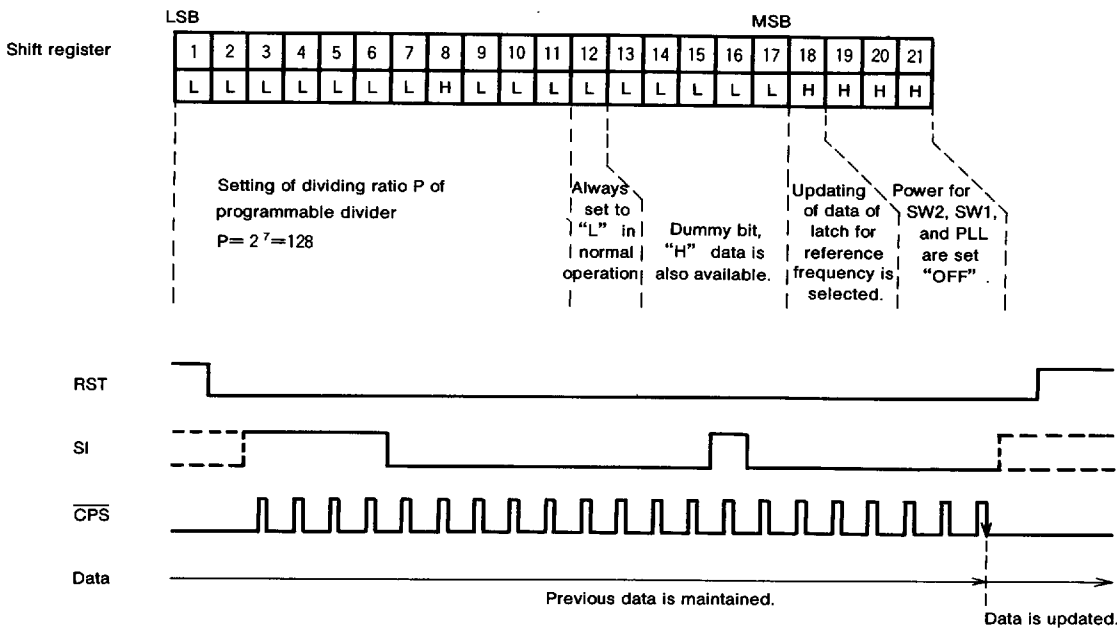 LSB
MSB
Shift register
1 2 3 4 5 6 7 8 9 10 11 12 13 14 15 16 17 18 19 20 21
L L L L L L L H L L L L L L L L L H H H H
Setting of dividing ratio P of
programmable divider
P= 2⁷=128
Always
set to
“L” in
normal
operation
Dummy bit,
“H” data is
also available.
Updating
of data of
latch for
reference
frequency is
selected.
Power for
SW2, SW1,
and PLL
are set
“OFF”
RST
SI
C̅P̅S̅
Data
Previous data is maintained.
Data is updated.